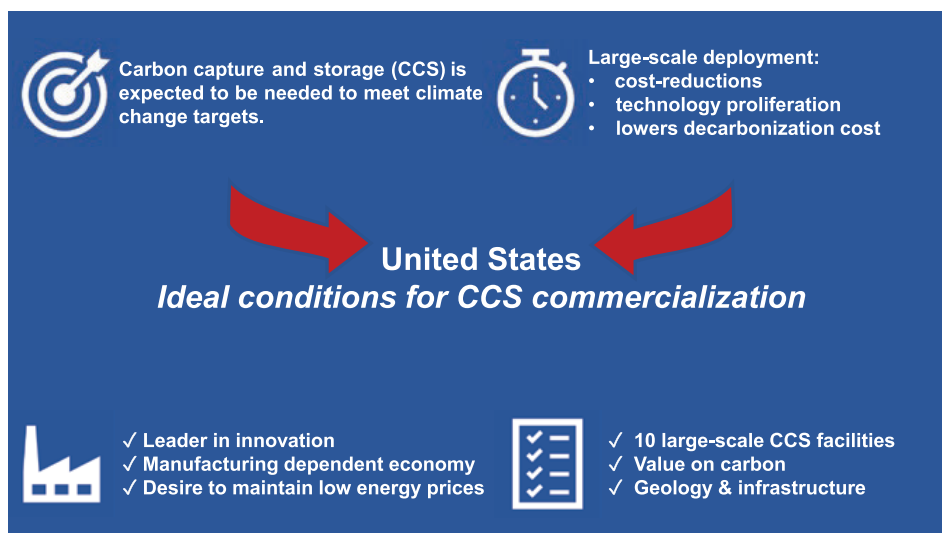 Carbon capture and storage (CCS) is
expected to be needed to meet climate
change targets.
Large-scale deployment:
• cost-reductions
• technology proliferation
• lowers decarbonization cost
United States
Ideal conditions for CCS commercialization
✓ Leader in innovation
✓ Manufacturing dependent economy
✓ Desire to maintain low energy prices
✓ 10 large-scale CCS facilities
✓ Value on carbon
✓ Geology & infrastructure